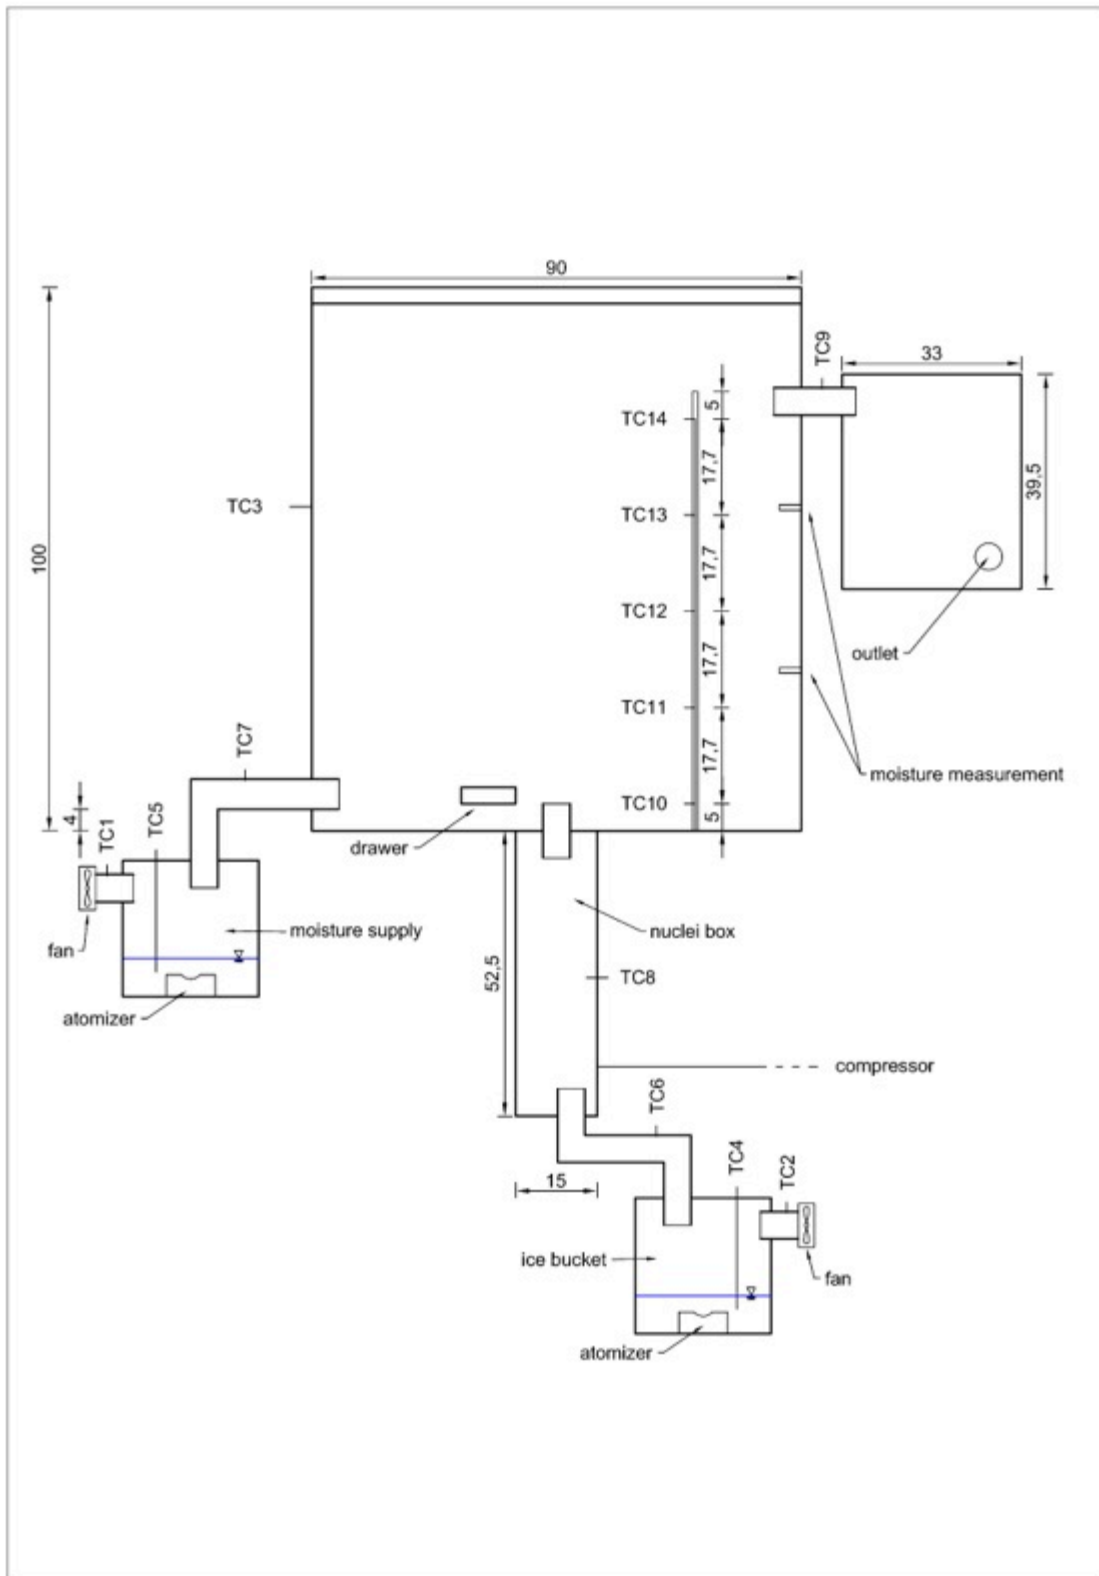 90
TC9
33
5
TC14
17,7
39,5
TC3
TC13
100
17,7
TC12
outlet
17,7
TC11
TC7
moisture measurement
17,7
TC10
5
4
TC1
TC5
drawer
moisture supply
nuclei box
fan
52,5
TC8
atomizer
compressor
TC6
TC4
TC2
15
ice bucket
fan
atomizer